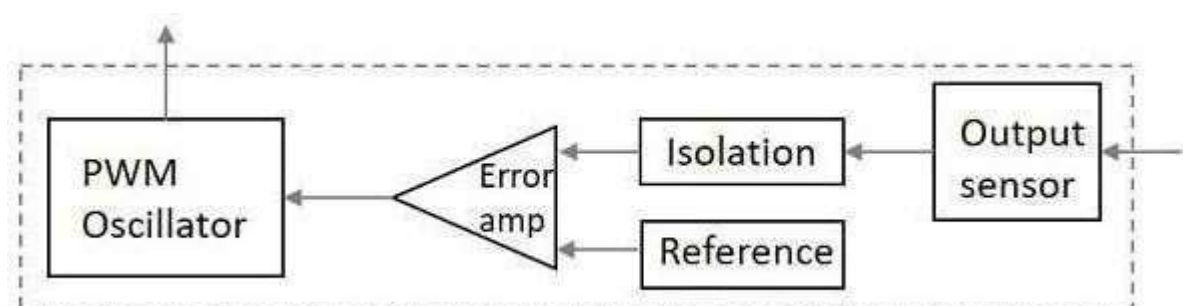 PWM
Oscillator
Error
amp
Isolation
Reference
Output
sensor